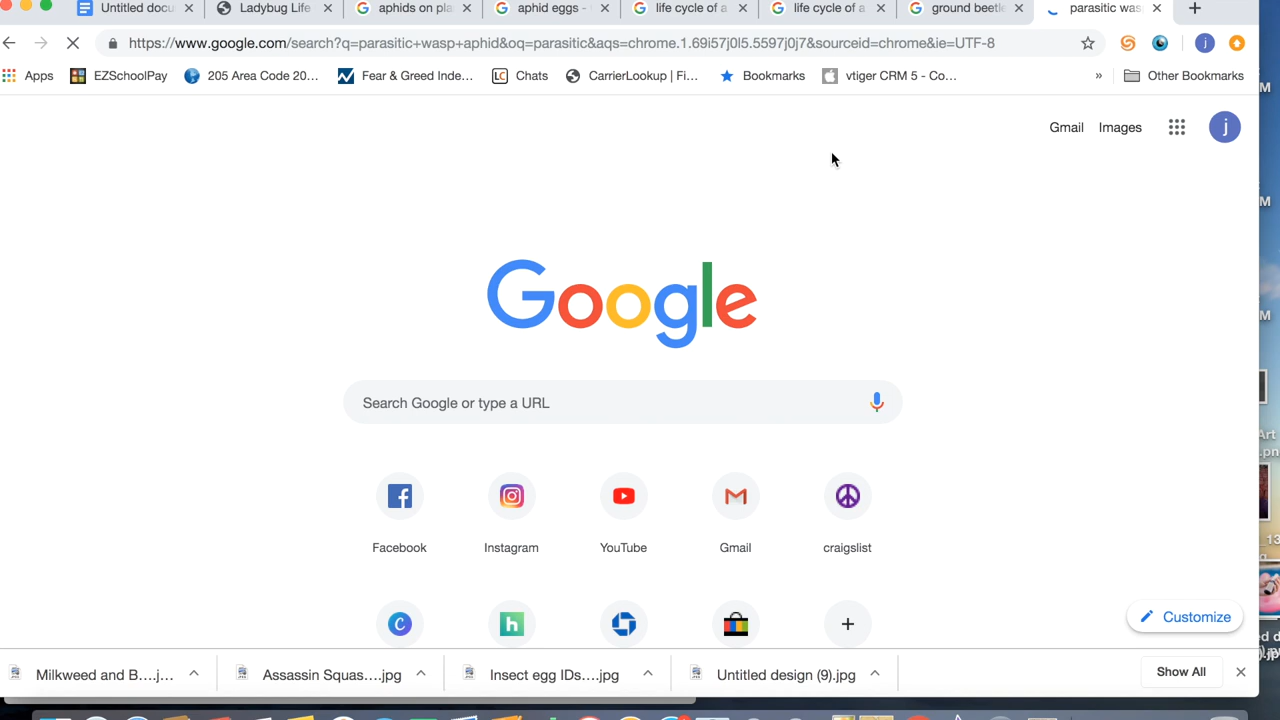 Untitled docu Ladybug Life aphids on pla aphid eggs - life cycle of a life cycle of a ground beetle parasitic was
https://www.google.com/search?q=parasitic+wasp+aphid&oq=parasitic&aqs=chrome.1.69i57j0l5.5597j0j7&sourceid=chrome&ie=UTF-8 j
Apps EZSchoolPay 205 Area Code 20... Fear & Greed Inde... LC Chats CarrierLookup | Fi... Bookmarks vtiger CRM 5 - Co... » Other Bookmarks
Gmail Images j
Google
Search Google or type a URL
Facebook Instagram YouTube Gmail craigslist
Customize
Milkweed and B....j... Assassin Squas....jpg Insect egg IDs....jpg Untitled design (9).jpg Show All